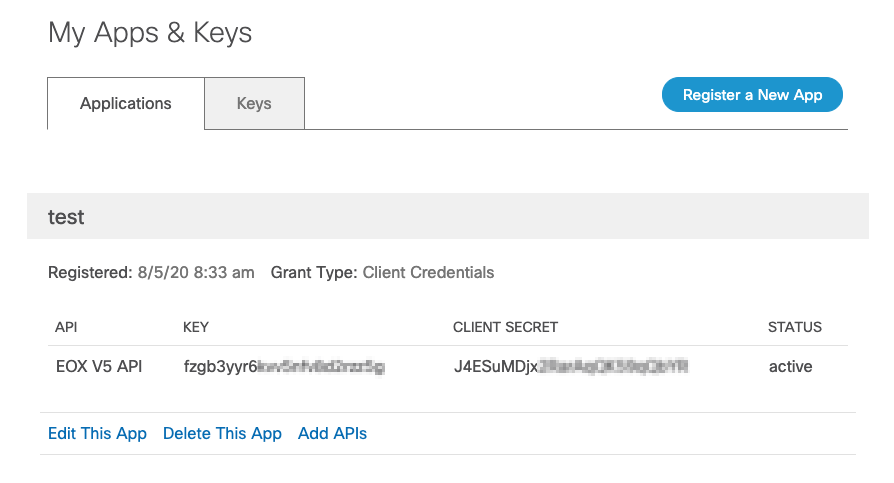 My Apps & Keys
Applications Keys Register a New App
test
Registered: 8/5/20 8:33 am Grant Type: Client Credentials
API KEY CLIENT SECRET STATUS
EOX V5 API fzgb3yyr6 J4ESuMDjx active
Edit This App Delete This App Add APIs